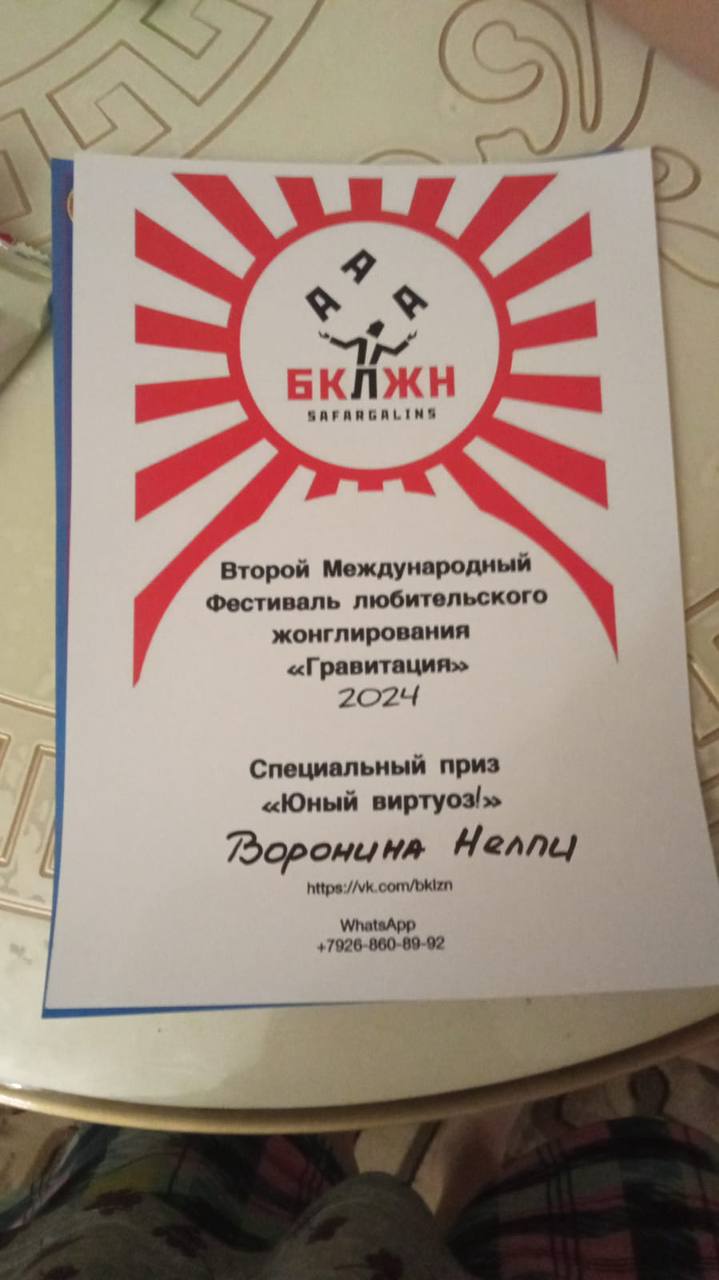 А А А
БКЛЖН
SAFARGALINS
Второй Международный
Фестиваль любительского
жонглирования
«Гравитация»
2024
Специальный приз
«Юный виртуоз!»
Воронина Нелли
https://vk.com/bklzn
WhatsApp
+7926-860-89-92